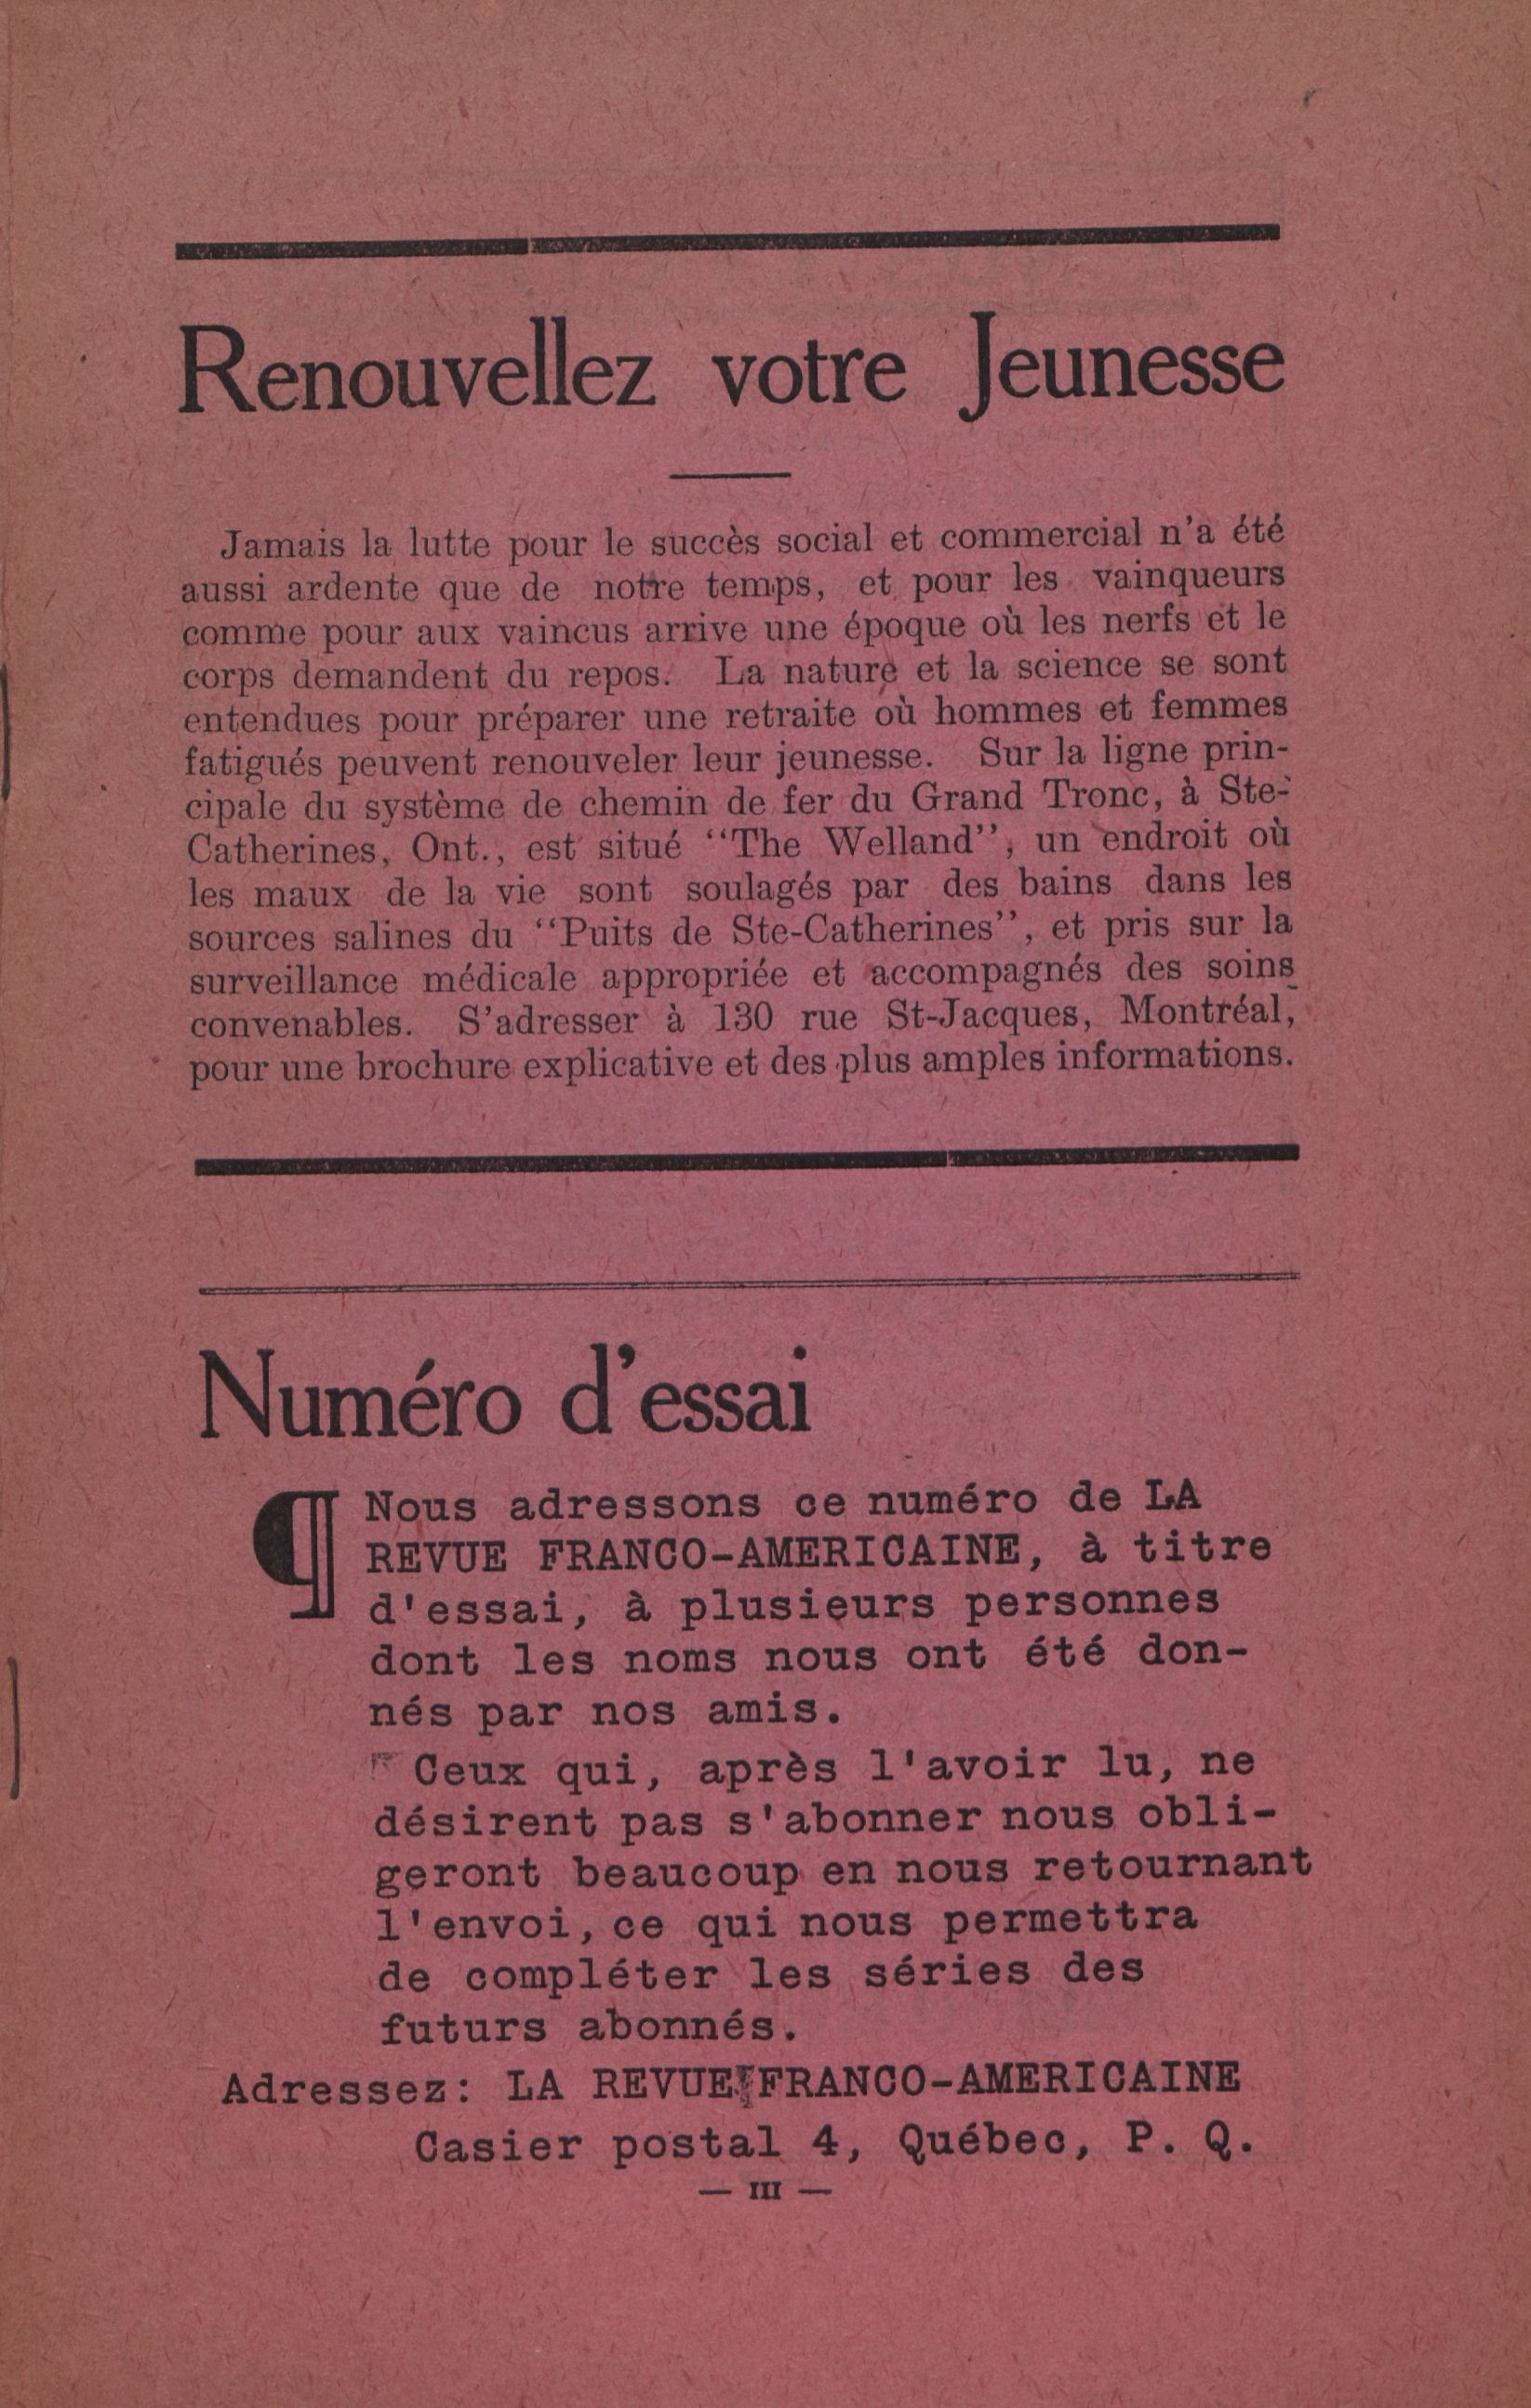 Renouvellez votre Jeunesse
Jamais la lutte pour le succès social et commercial n'a été
aussi ardente que de notre temps, et pour les vainqueurs
comme pour aux vaincus arrive une époque où les nerfs et le
corps demandent du repos. La nature et la science se sont
entendues pour préparer une retraite où hommes et femmes
fatigués peuvent renouveler leur jeunesse. Sur la ligne prin-
cipale du système de chemin de fer du Grand Tronc, à Ste-
Catherines, Ont., est situé "The Welland", un endroit où
les maux de la vie sont soulagés par des bains dans les
sources salines du "Puits de Ste-Catherines", et pris sur la
surveillance médicale appropriée et accompagnés des soins
convenables. S'adresser à 130 rue St-Jacques, Montréal,
pour une brochure explicative et des plus amples informations.
Numéro d'essai
¶ Nous adressons ce numéro de LA
REVUE FRANCO-AMERICAINE, à titre
d'essai, à plusieurs personnes
dont les noms nous ont été don-
nés par nos amis.
Ceux qui, après l'avoir lu, ne
désirent pas s'abonner nous obli-
geront beaucoup en nous retournant
l'envoi, ce qui nous permettra
de compléter les séries des
futurs abonnés.
Adressez: LA REVUE FRANCO-AMERICAINE
Casier postal 4, Québec, P. Q.
— III —